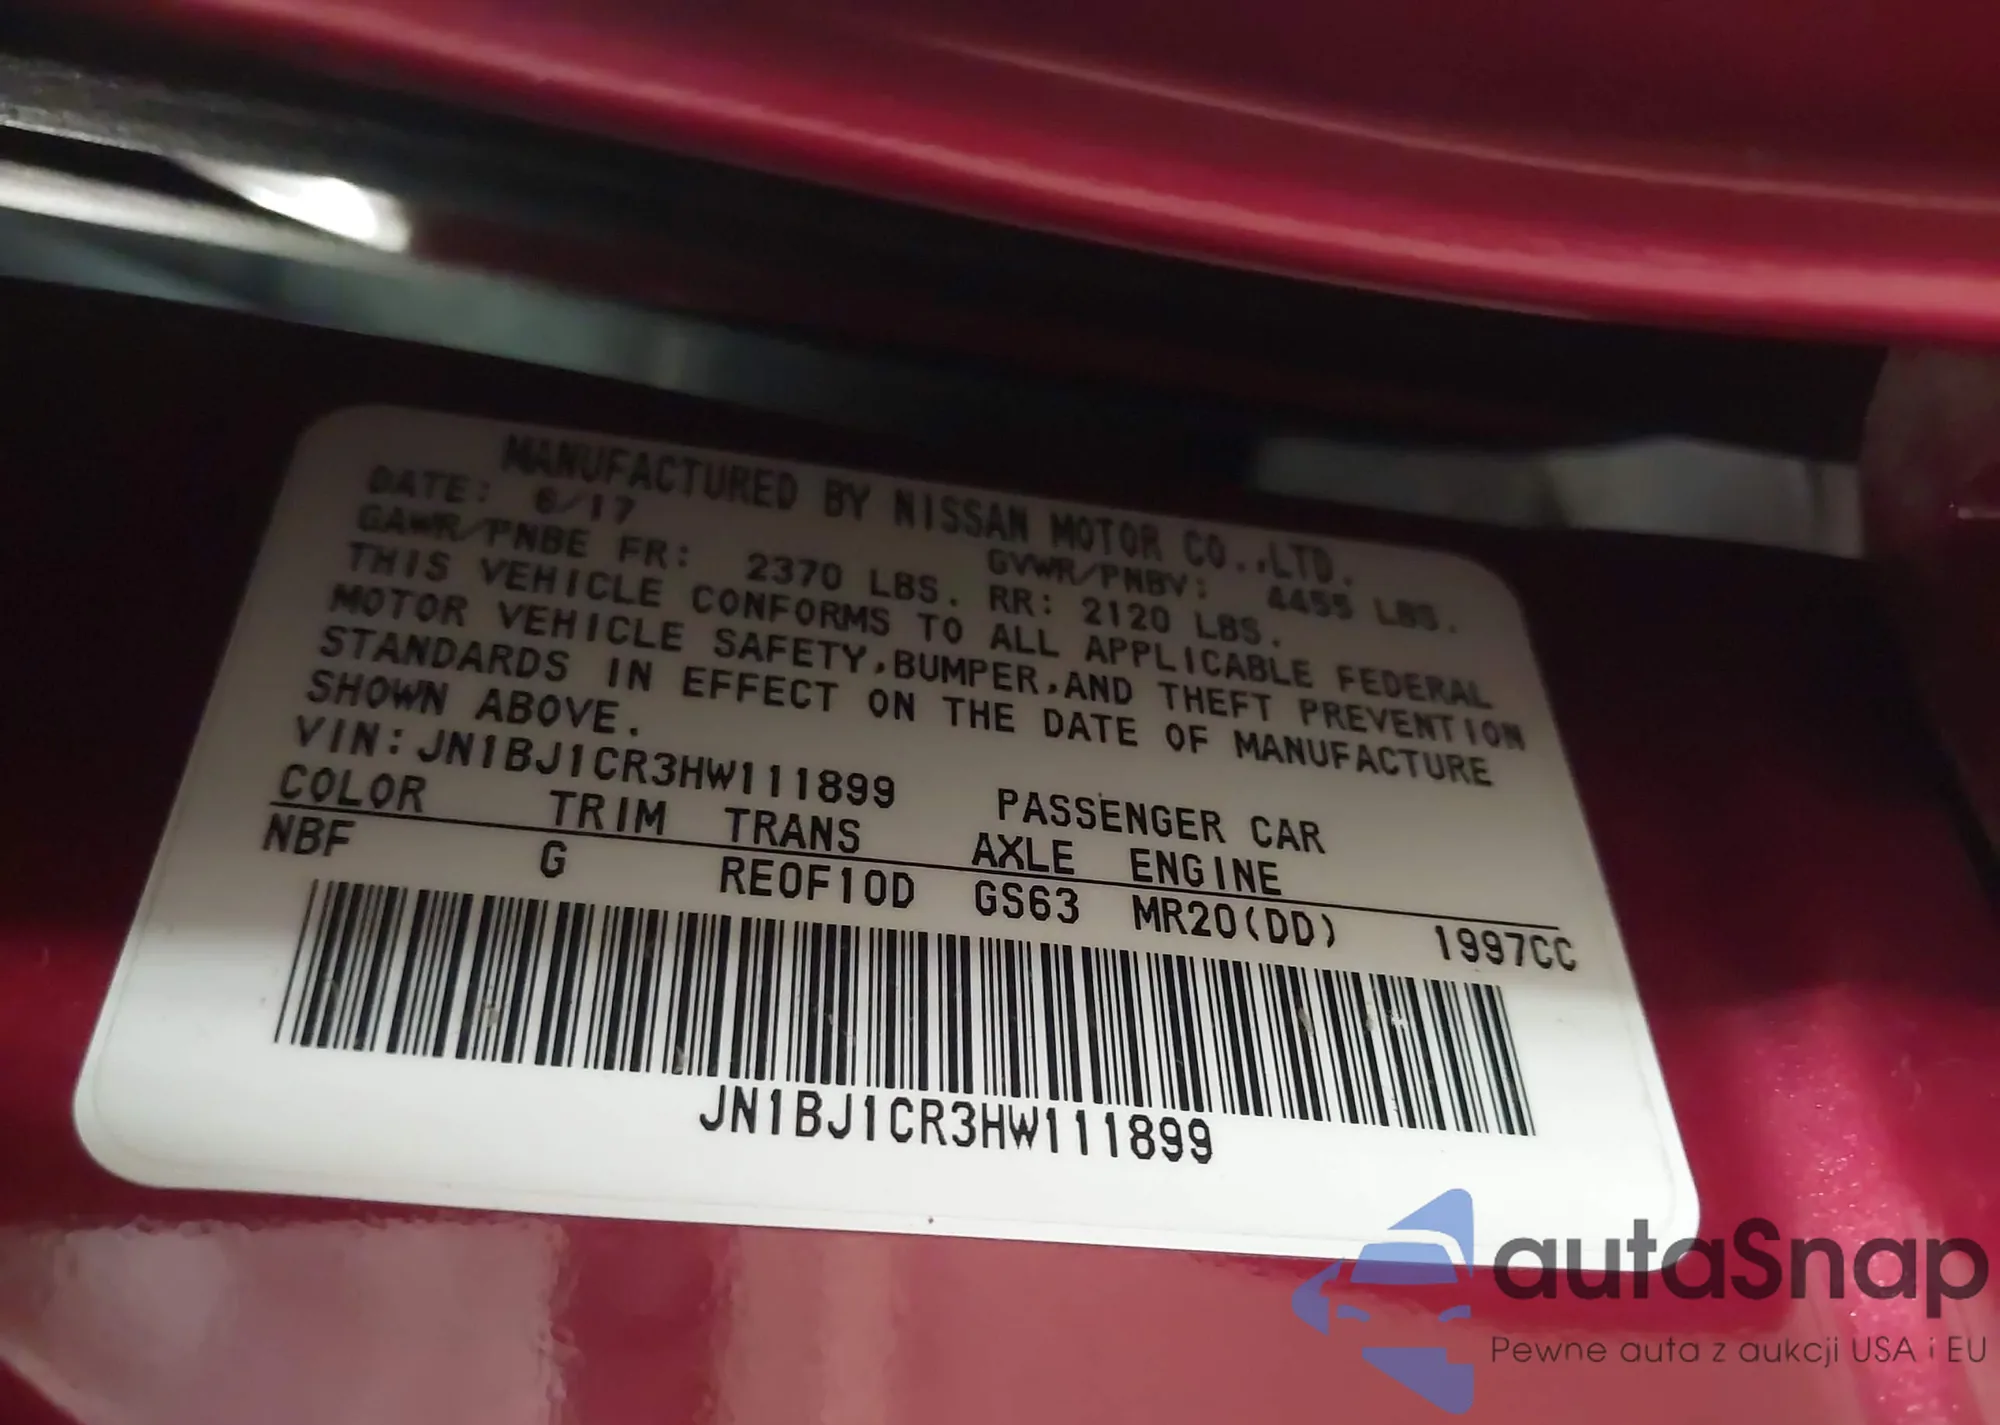 MANUFACTURED BY NISSAN MOTOR CO.,LTD.
DATE: 6/17 GVWR/PNBV: 4455 LBS.
GAWR/PNBE FR: 2370 LBS. RR: 2120 LBS.
THIS VEHICLE CONFORMS TO ALL APPLICABLE FEDERAL
MOTOR VEHICLE SAFETY,BUMPER,AND THEFT PREVENTION
STANDARDS IN EFFECT ON THE DATE OF MANUFACTURE
SHOWN ABOVE.
VIN:JN1BJ1CR3HW111899 PASSENGER CAR
COLOR TRIM TRANS AXLE ENGINE
NBF G RE0F10D GS63 MR20(DD) 1997CC
JN1BJ1CR3HW111899
autaSnap
Pewne auta z aukcji USA i EU